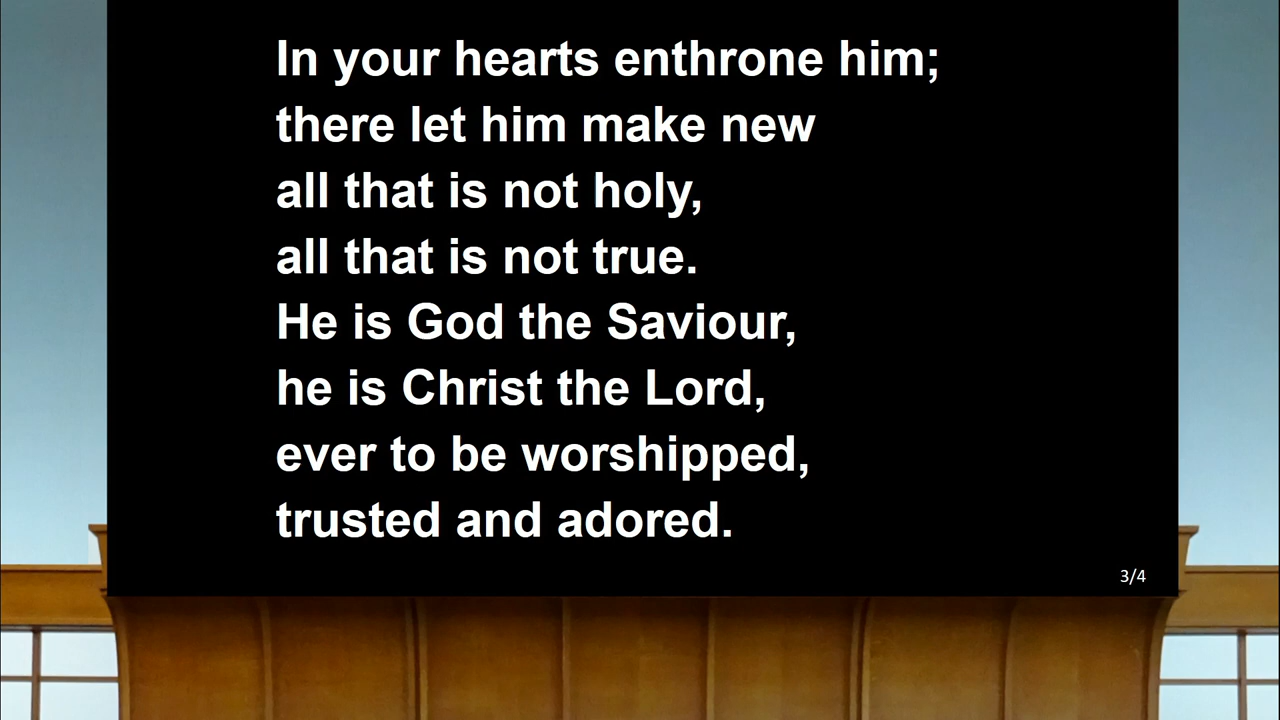 In your hearts enthrone him;
there let him make new
all that is not holy,
all that is not true.
He is God the Saviour,
he is Christ the Lord,
ever to be worshipped,
trusted and adored.
3/4